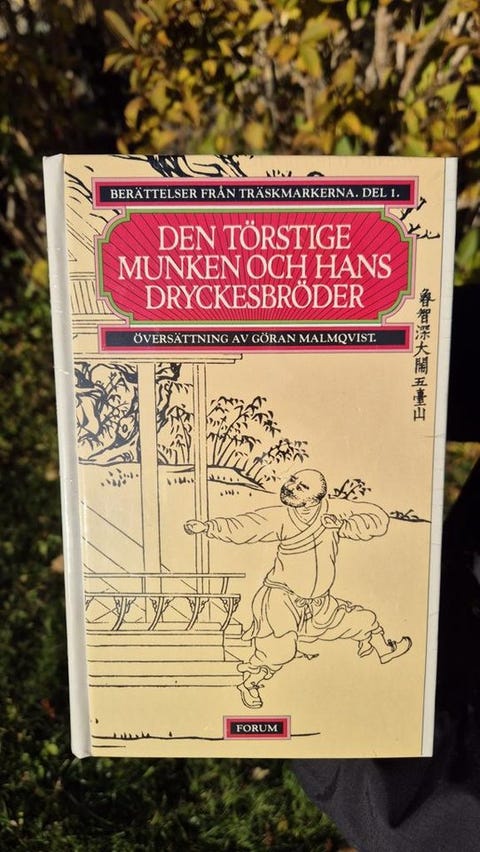 BERÄTTELSER FRÅN TRÄSKMARKERNA. DEL 1.
DEN TÖRSTIGE
MUNKEN OCH HANS
DRYCKESBRÖDER
ÖVERSÄTTNING AV GÖRAN MALMQVIST.
魯智深大鬧五臺山
FORUM